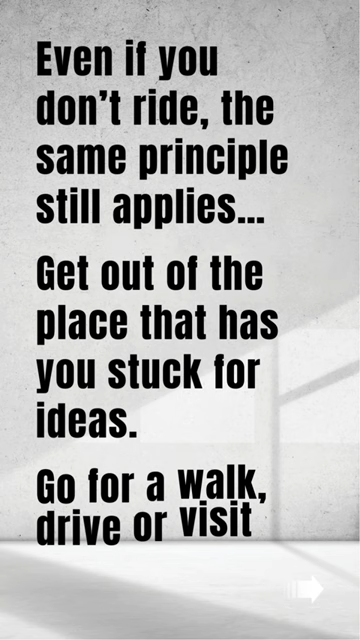 Even if you
don’t ride, the
same principle
still applies...
Get out of the
place that has
you stuck for
ideas.
Go for a walk,
drive or visit